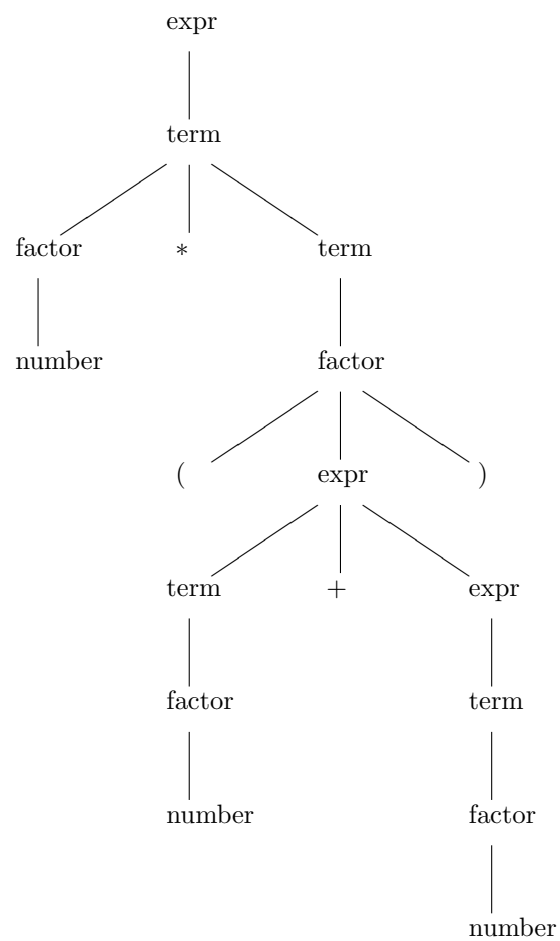 expr
term
factor * term
number factor
( expr )
term + expr
factor term
number factor
number